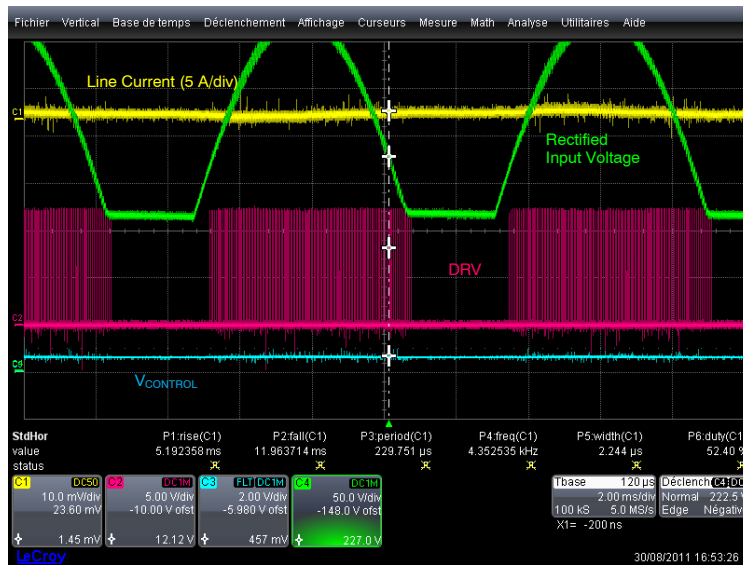 Fichier Vertical Base de temps Déclenchement Affichage Curseurs Mesure Math Analyse Utilitaires Aide
Line Current (5 A/div)
C1
Rectified
Input Voltage
DRV
C2
VCONTROL
StdHor P1:rise(C1) P2:fall(C1) P3:period(C1) P4:freq(C1) P5:width(C1) P6:duty(C1)
value 5.192358 ms 11.963714 ms 229.751 µs 4.352535 kHz 2.244 µs 52.40 %
status
C1 DC50 C2 DC1M C3 FLT DC1M C4 DC1M Tbase 120 µs Déclench C4 DC
10.0 mV/div 5.00 V/div 2.00 V/div 50.0 V/div 2.00 ms/div Normal 222.5 V
23.60 mV -10.00 V ofst -5.980 V ofst -148.0 V ofst 100 kS 5.0 MS/s Edge Négativ
X1= -200 ns
1.45 mV 12.12 V 457 mV 227.0 V
LeCroy 30/08/2011 16:53:26